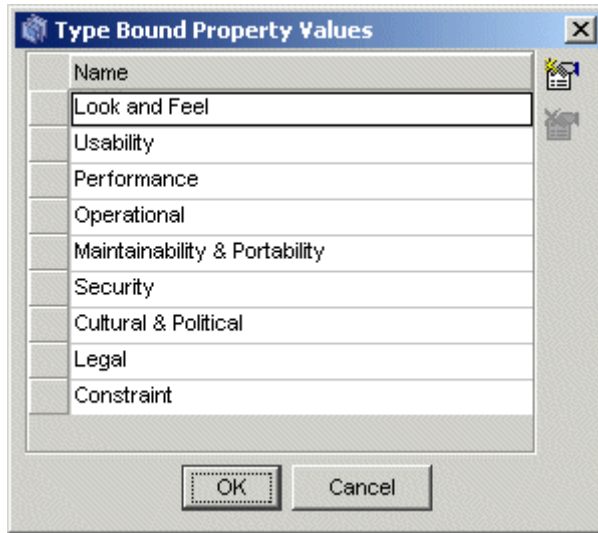 Type Bound Property Values
Name
Look and Feel
Usability
Performance
Operational
Maintainability & Portability
Security
Cultural & Political
Legal
Constraint
OK Cancel